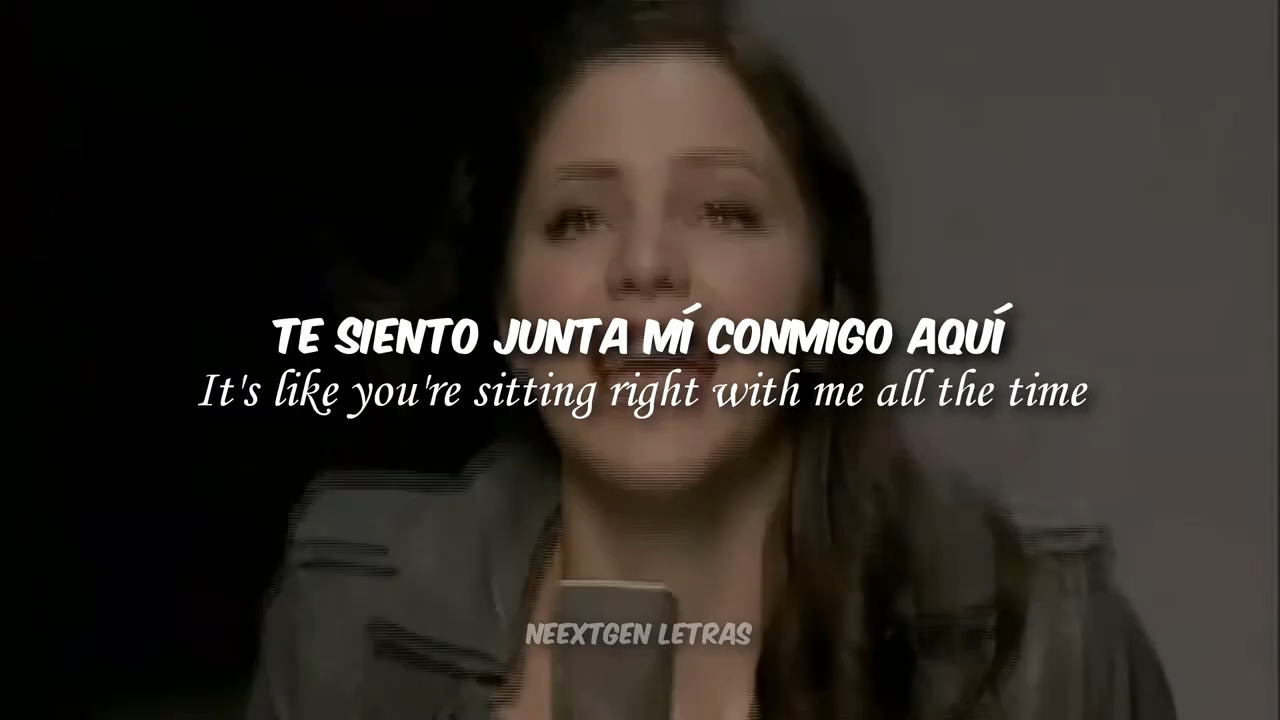 TE SIENTO JUNTA MÍ CONMIGO AQUÍ
It's like you're sitting right with me all the time
NEEXTGEN LETRAS